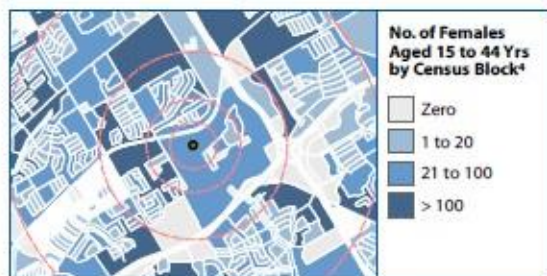 No. of Females
Aged 15 to 44 Yrs
by Census Block⁴
Zero
1 to 20
21 to 100
> 100